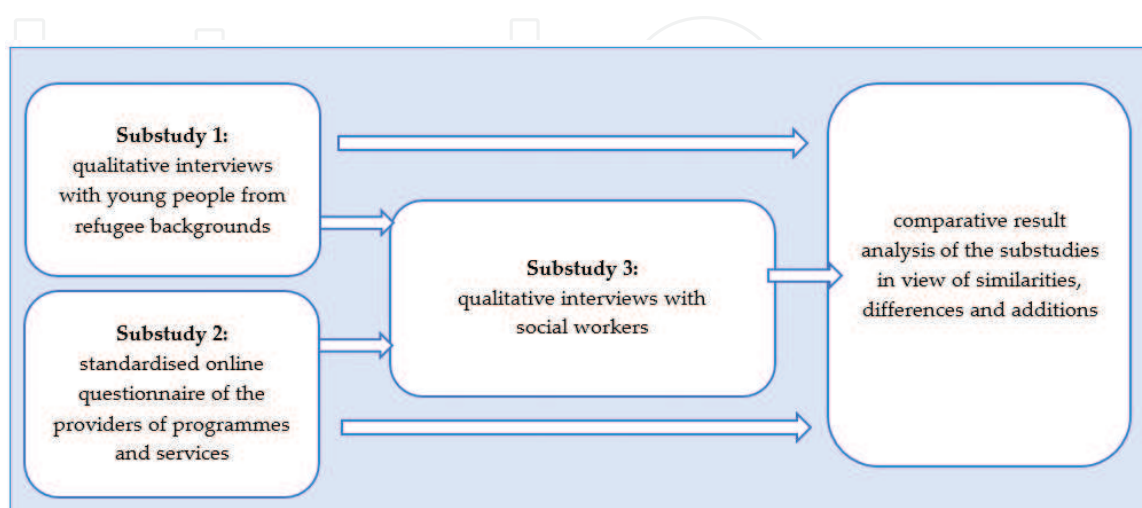 Substudy 1:
qualitative interviews
with young people from
refugee backgrounds
Substudy 2:
standardised online
questionnaire of the
providers of programmes
and services
Substudy 3:
qualitative interviews with
social workers
comparative result
analysis of the substudies
in view of similarities,
differences and additions